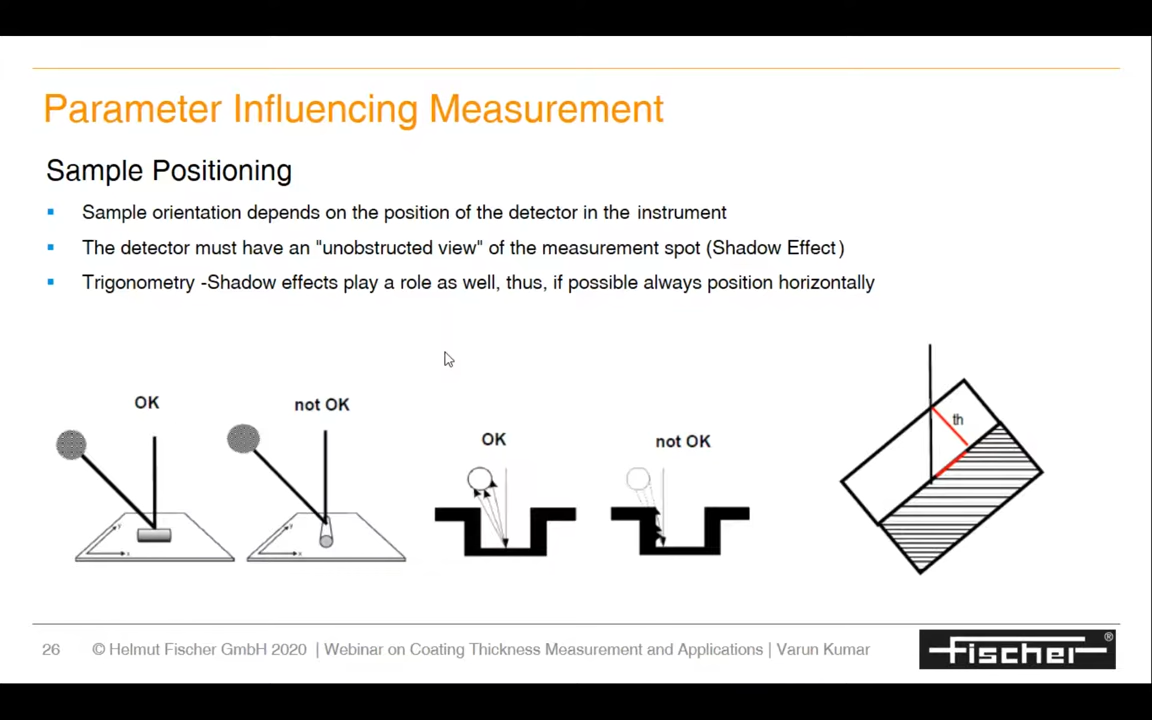 Parameter Influencing Measurement
Sample Positioning
Sample orientation depends on the position of the detector in the instrument
The detector must have an "unobstructed view" of the measurement spot (Shadow Effect)
Trigonometry -Shadow effects play a role as well, thus, if possible always position horizontally
OK
not OK
OK
not OK
th
y
x
y
x
26 © Helmut Fischer GmbH 2020 | Webinar on Coating Thickness Measurement and Applications | Varun Kumar
fischer®